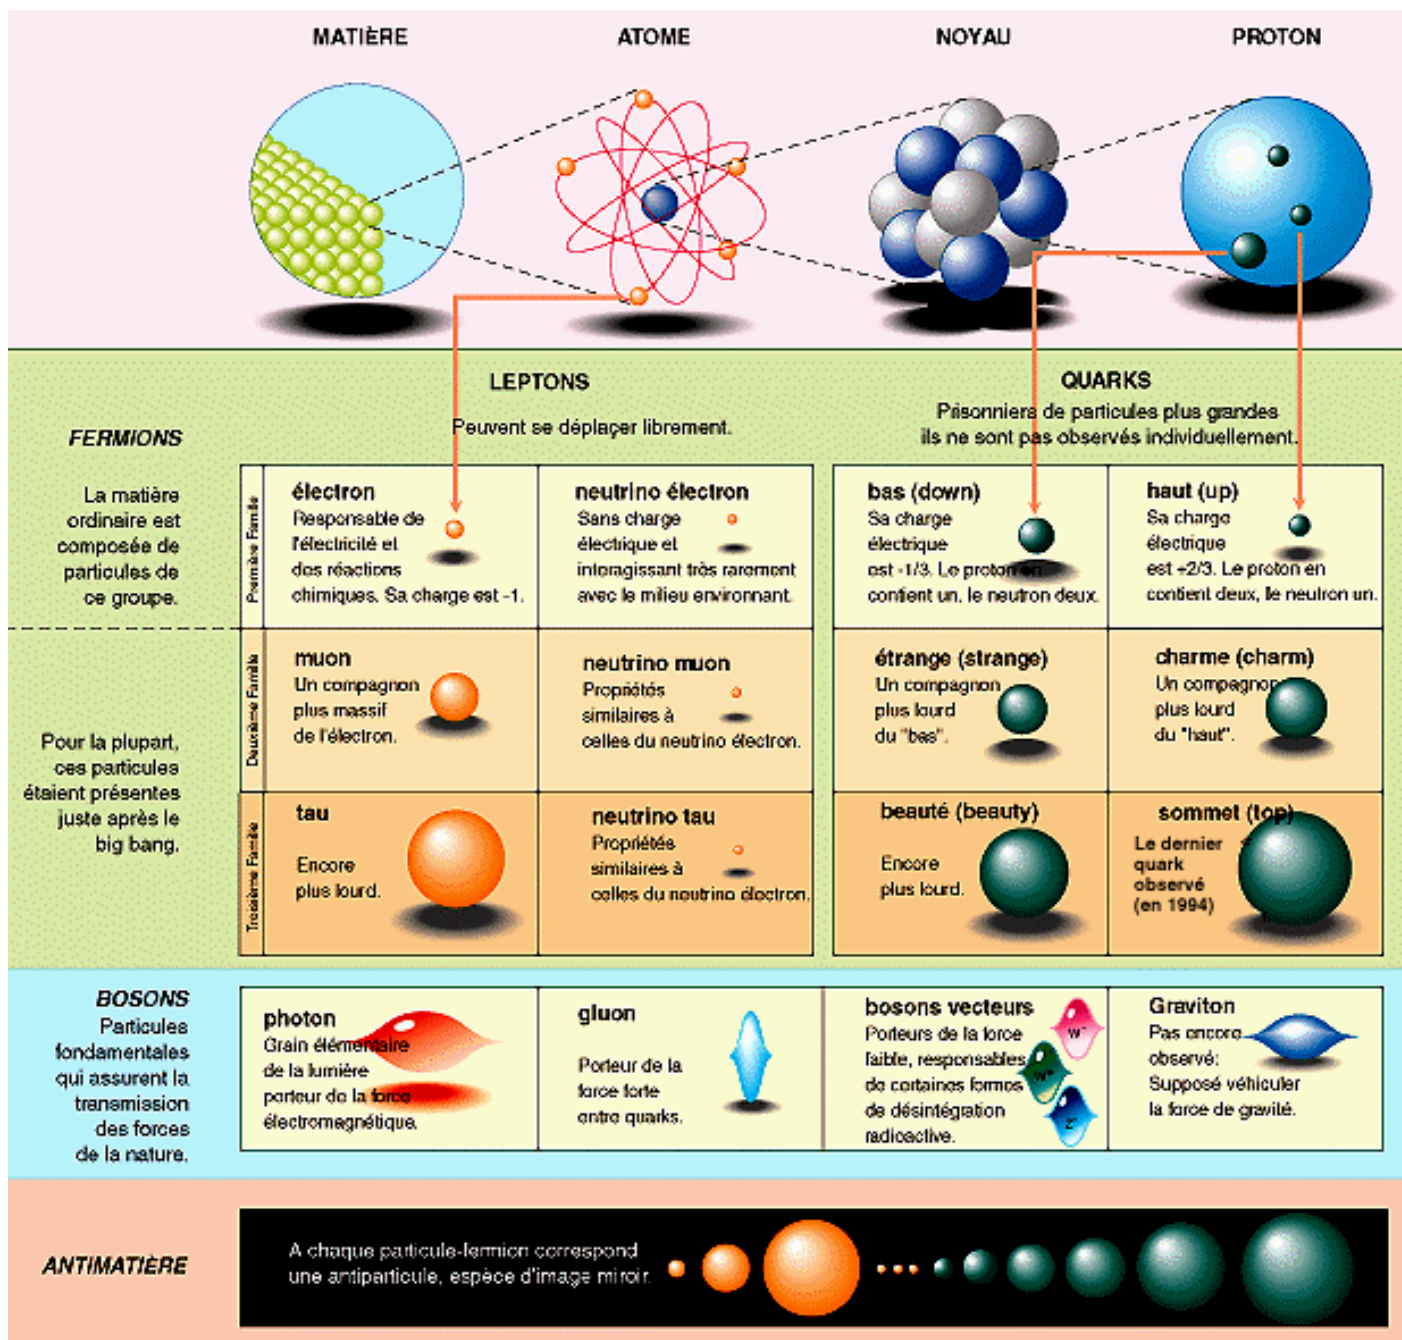 MATIÈRE
ATOME
NOYAU
PROTON
LEPTONS
Peuvent se déplaçer librement.
QUARKS
Prisonniers de particules plus grandes
ils ne sont pas observés individuellement.
FERMIONS
La matière
ordinaire est
composée de
particules de
ce groupe.
Première Famille
électron
Responsable de
l'électricité et
des réactions
chimiques. Sa charge est -1.
neutrino électron
Sans charge
électrique et
interagissant très rarement
avec le milieu environnant.
bas (down)
Sa charge
électrique
est -1/3. Le proton en
contient un, le neutron deux.
haut (up)
Sa charge
électrique
est +2/3. Le proton en
contient deux, le neutron un.
Pour la plupart,
ces particules
étaient présentes
juste après le
big bang.
Deuxième Famille
muon
Un compagnon
plus massif
de l'électron.
neutrino muon
Propriétés
similaires à
celles du neutrino électron.
étrange (strange)
Un compagnon
plus lourd
du "bas".
charme (charm)
Un compagnon
plus lourd
du "haut".
Troisième Famille
tau
Encore
plus lourd.
neutrino tau
Propriétés
similaires à
celles du neutrino électron.
beauté (beauty)
Encore
plus lourd.
sommet (top)
Le dernier
quark
observé
(en 1994)
BOSONS
Particules
fondamentales
qui assurent la
transmission
des forces
de la nature.
photon
Grain élémentaire
de la lumière
porteur de la force
électromagnétique.
gluon
Porteur de la
force forte
entre quarks.
bosons vecteurs
Porteurs de la force
faible, responsables
de certaines formes
de désintégration
radioactive.
W⁻
W⁺
Z°
Graviton
Pas encore
observé:
Supposé véhiculer
la force de gravité.
ANTIMATIÈRE
A chaque particule-fermion correspond
une antiparticule, espèce d'image miroir.